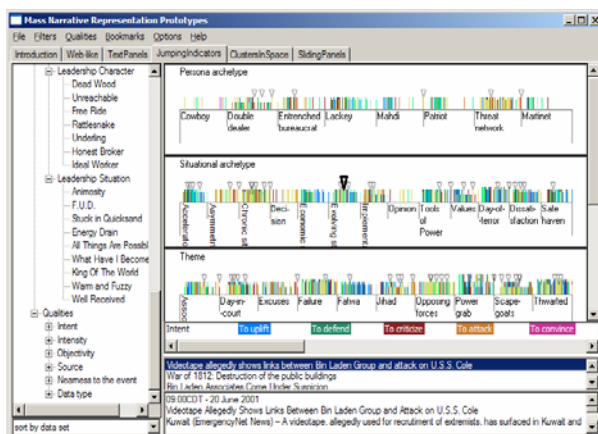 Mass Narrative Representation Prototypes
File Filters Qualities Bookmarks Options Help
Introduction Web-like TextPanels JumpingIndicators ClustersInSpace SlidingPanels
Leadership Character
Dead Wood
Unreachable
Free Ride
Rattlesnake
Underling
Honest Broker
Ideal Worker
Leadership Situation
Animosity
F.U.D.
Stuck in Quicksand
Energy Drain
All Things Are Possibl
What Have I Become
King Of The World
Warm and Fuzzy
Well Received
Qualities
Intent
Intensity
Objectivity
Source
Nearness to the event
Data type
sort by data set
Persona archetype
Cowboy Double dealer Entrenched bureaucrat Lackey Mahdi Patriot Threat network Martinet
Situational archetype
Accelerato Asymmetri Chronic sit Deci-sion Economic Evolving sit Implement Opinion Tools of Power Values Day-of-terror Dissat-isfaction Safe haven
Theme
Assoc Day-in-court Excuses Failure Fatwa Jihad Opposing forces Power grab Scape-goats Thwarted
Intent To uplift To defend To criticize To attack To convince
Videotape allegedly shows links between Bin Laden Group and attack on U.S.S. Cole
War of 1812: Destruction of the public buildings
Bin Laden Associates Come Under Suspicion
09:00CDT - 20 June 2001
Videotape Allegedly Shows Links Between Bin Laden Group and Attack on U.S.S. Cole
Kuwait (EmergencyNet News) – A videotape, allegedly used for recruitment of extremists, has surfaced in Kuwait and